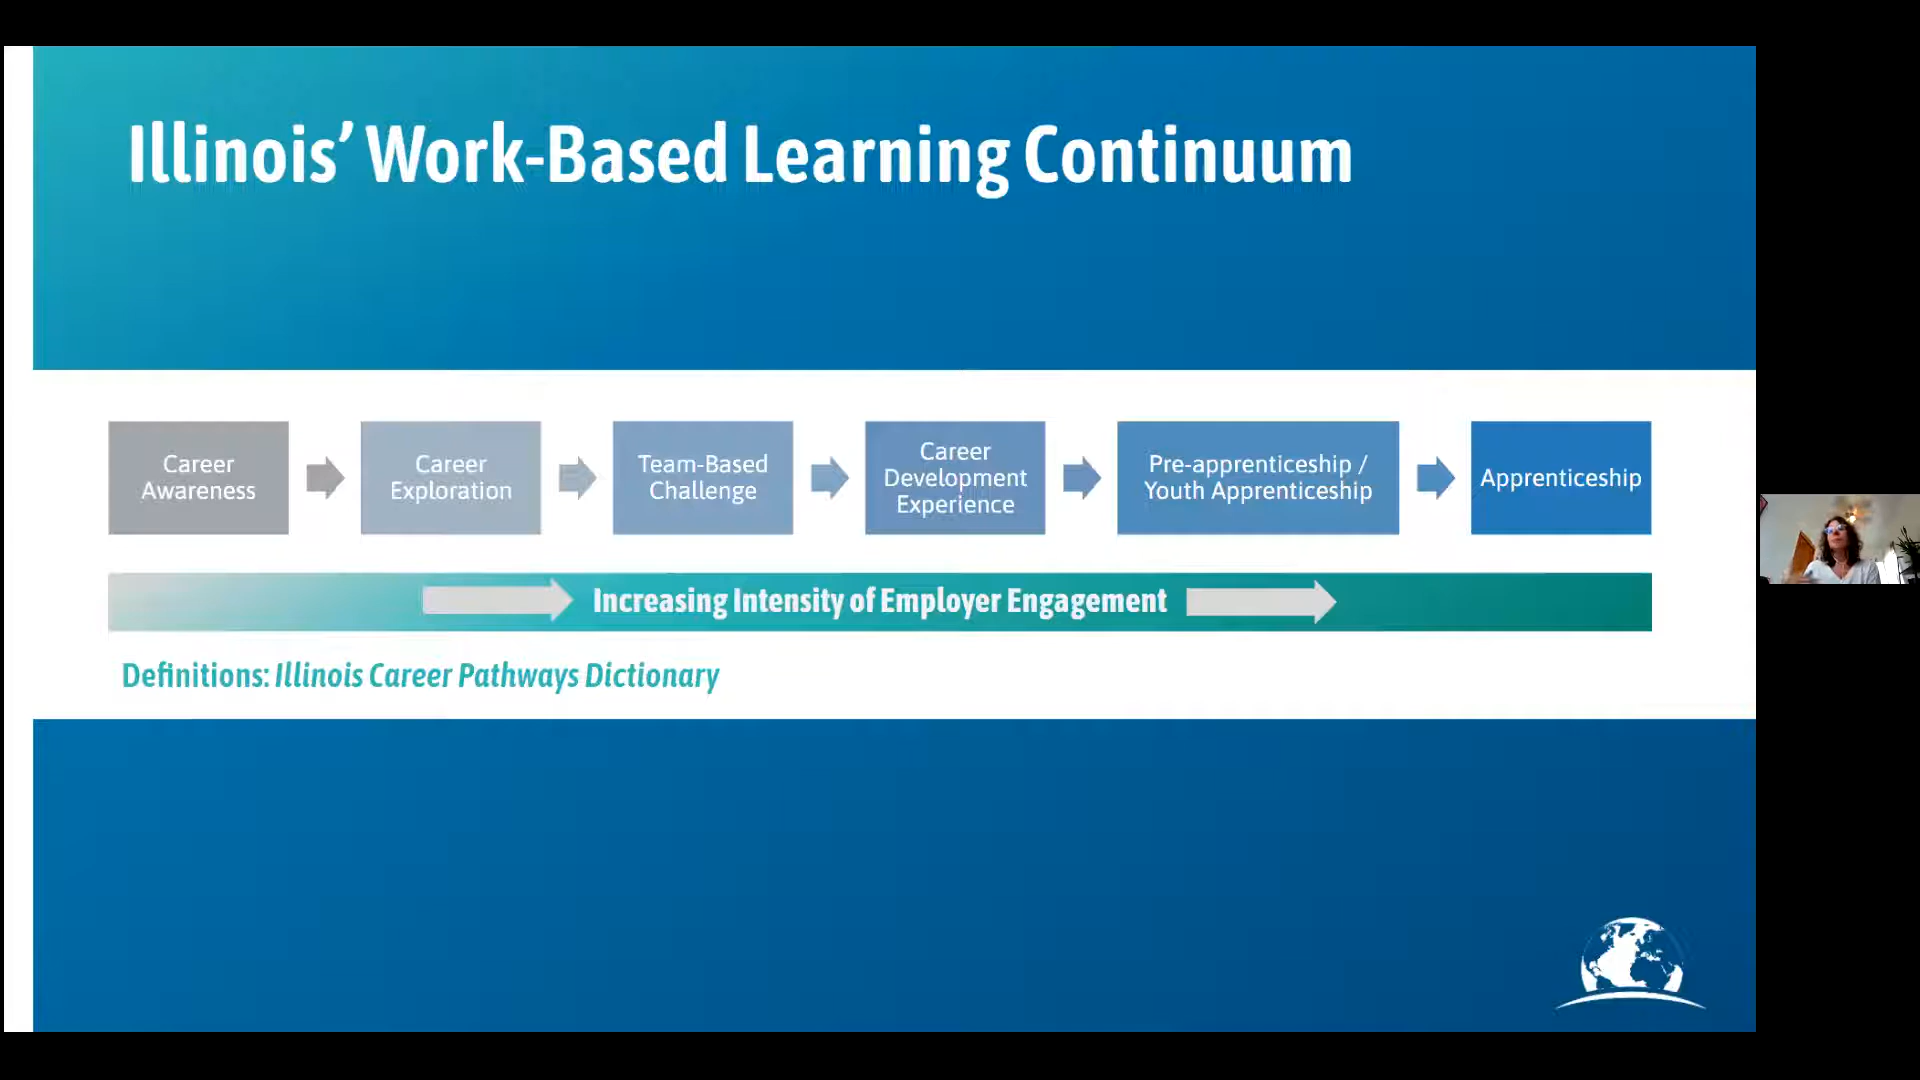 Illinois’ Work-Based Learning Continuum
Career
Awareness
Career
Exploration
Team-Based
Challenge
Career
Development
Experience
Pre-apprenticeship /
Youth Apprenticeship
Apprenticeship
Increasing Intensity of Employer Engagement
Definitions: Illinois Career Pathways Dictionary